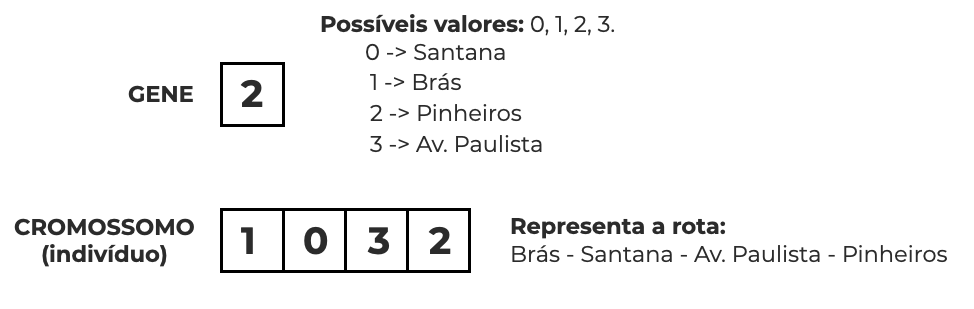 Possíveis valores: 0, 1, 2, 3.
0 -> Santana
1 -> Brás
2 -> Pinheiros
3 -> Av. Paulista
GENE
2
CROMOSSOMO
(indivíduo)
1 0 3 2
Representa a rota:
Brás - Santana - Av. Paulista - Pinheiros